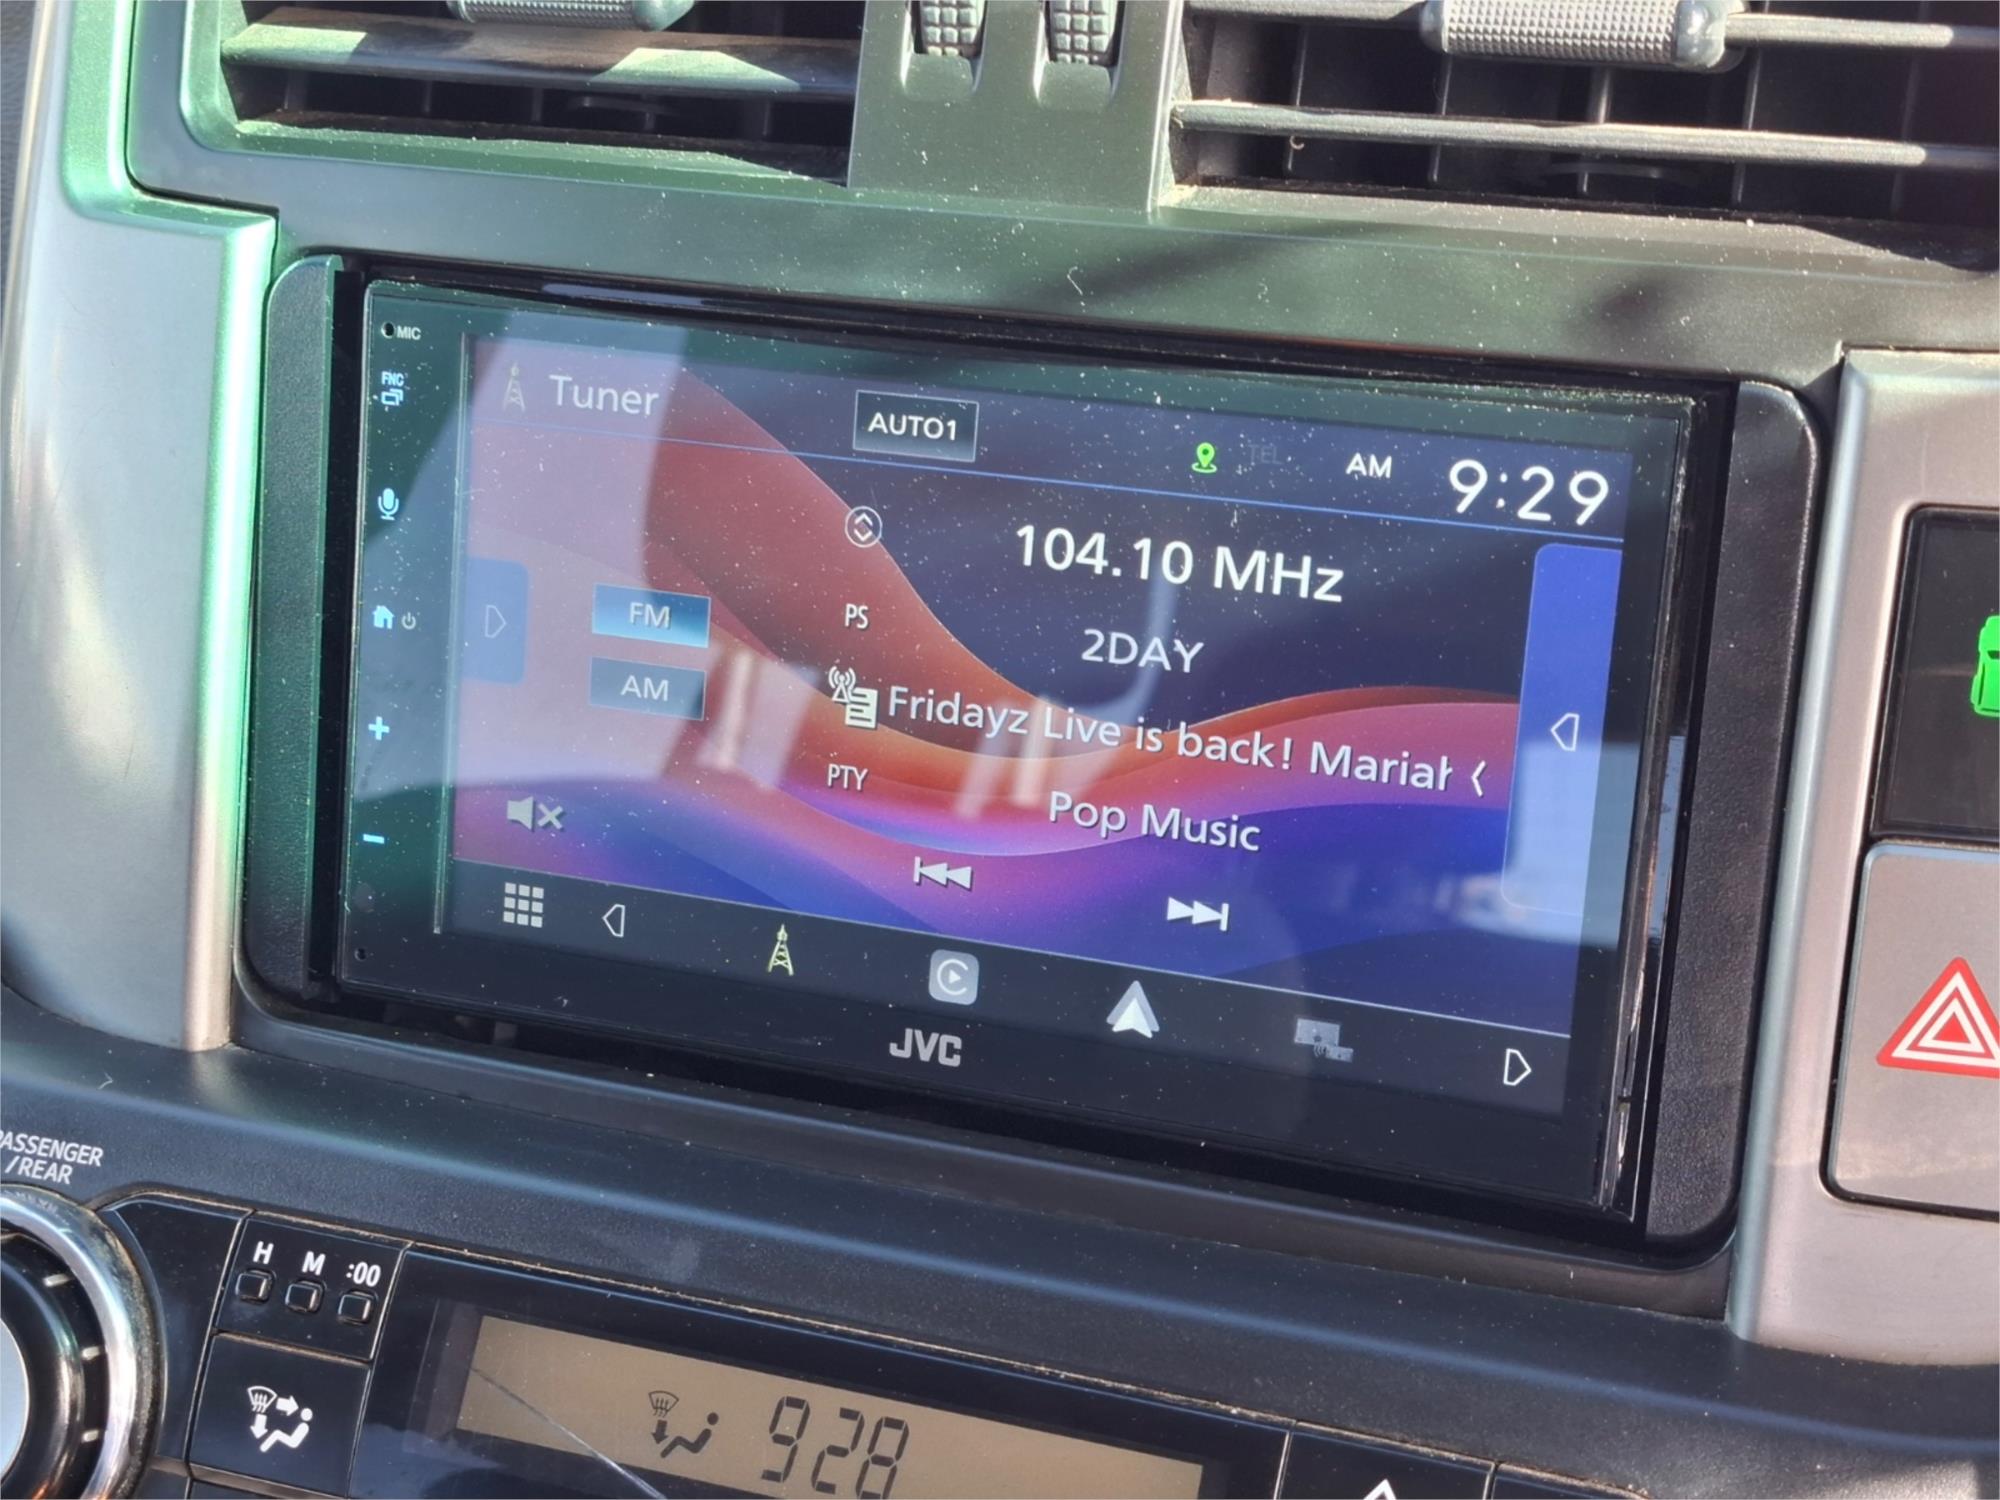 MIC
FNC
Tuner
AUTO1
TEL
AM
9:29
104.10 MHz
FM
PS
2DAY
AM
Fridayz Live is back! Mariah
PTY
Pop Music
JVC
PASSENGER
/REAR
H M :00
928